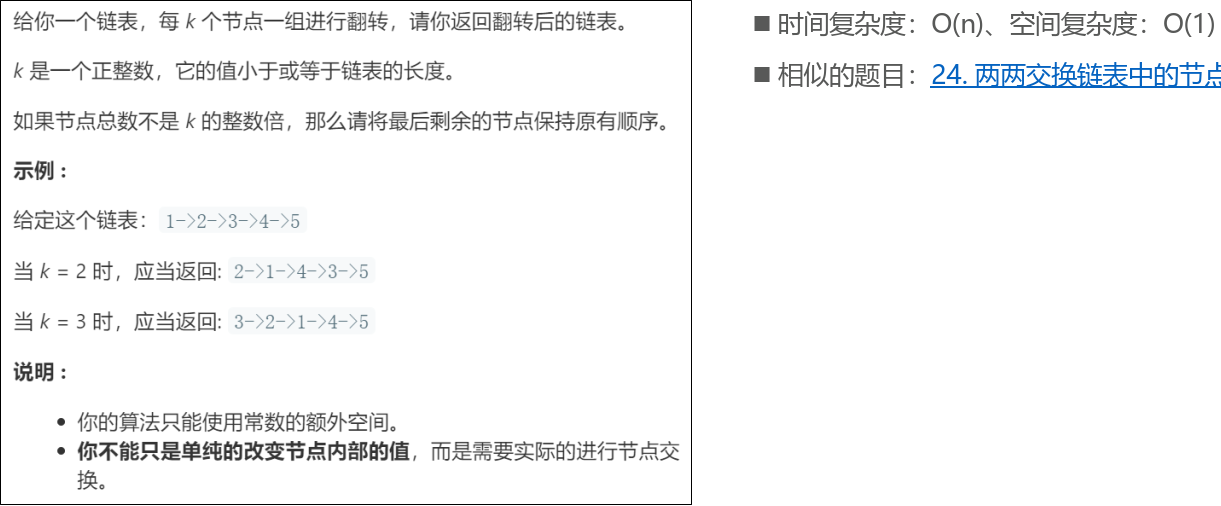 给你一个链表，每 k 个节点一组进行翻转，请你返回翻转后的链表。
k 是一个正整数，它的值小于或等于链表的长度。
如果节点总数不是 k 的整数倍，那么请将最后剩余的节点保持原有顺序。
示例：
给定这个链表：1->2->3->4->5
当 k = 2 时，应当返回: 2->1->4->3->5
当 k = 3 时，应当返回: 3->2->1->4->5
说明：
• 你的算法只能使用常数的额外空间。
• 你不能只是单纯的改变节点内部的值，而是需要实际的进行节点交
换。
■ 时间复杂度：O(n)、空间复杂度：O(1)
■ 相似的题目：24. 两两交换链表中的节点